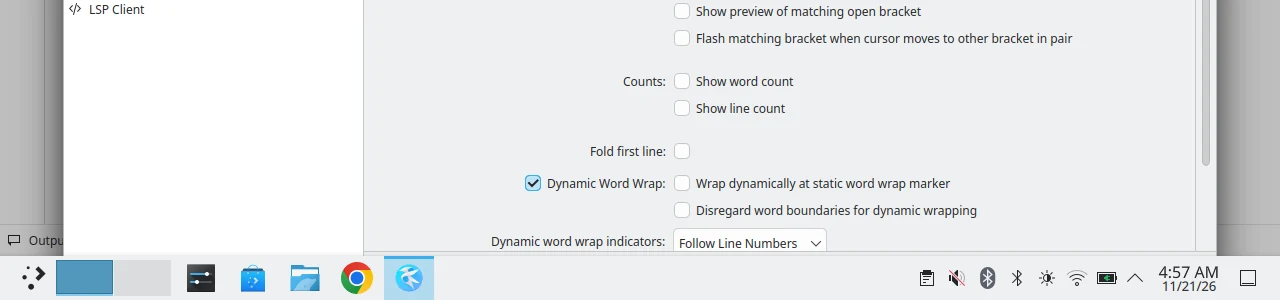 LSP Client
Show preview of matching open bracket
Flash matching bracket when cursor moves to other bracket in pair
Counts: Show word count
Show line count
Fold first line:
Dynamic Word Wrap: Wrap dynamically at static word wrap marker
Disregard word boundaries for dynamic wrapping
Dynamic word wrap indicators: Follow Line Numbers
Outpu
4:57 AM
11/21/26